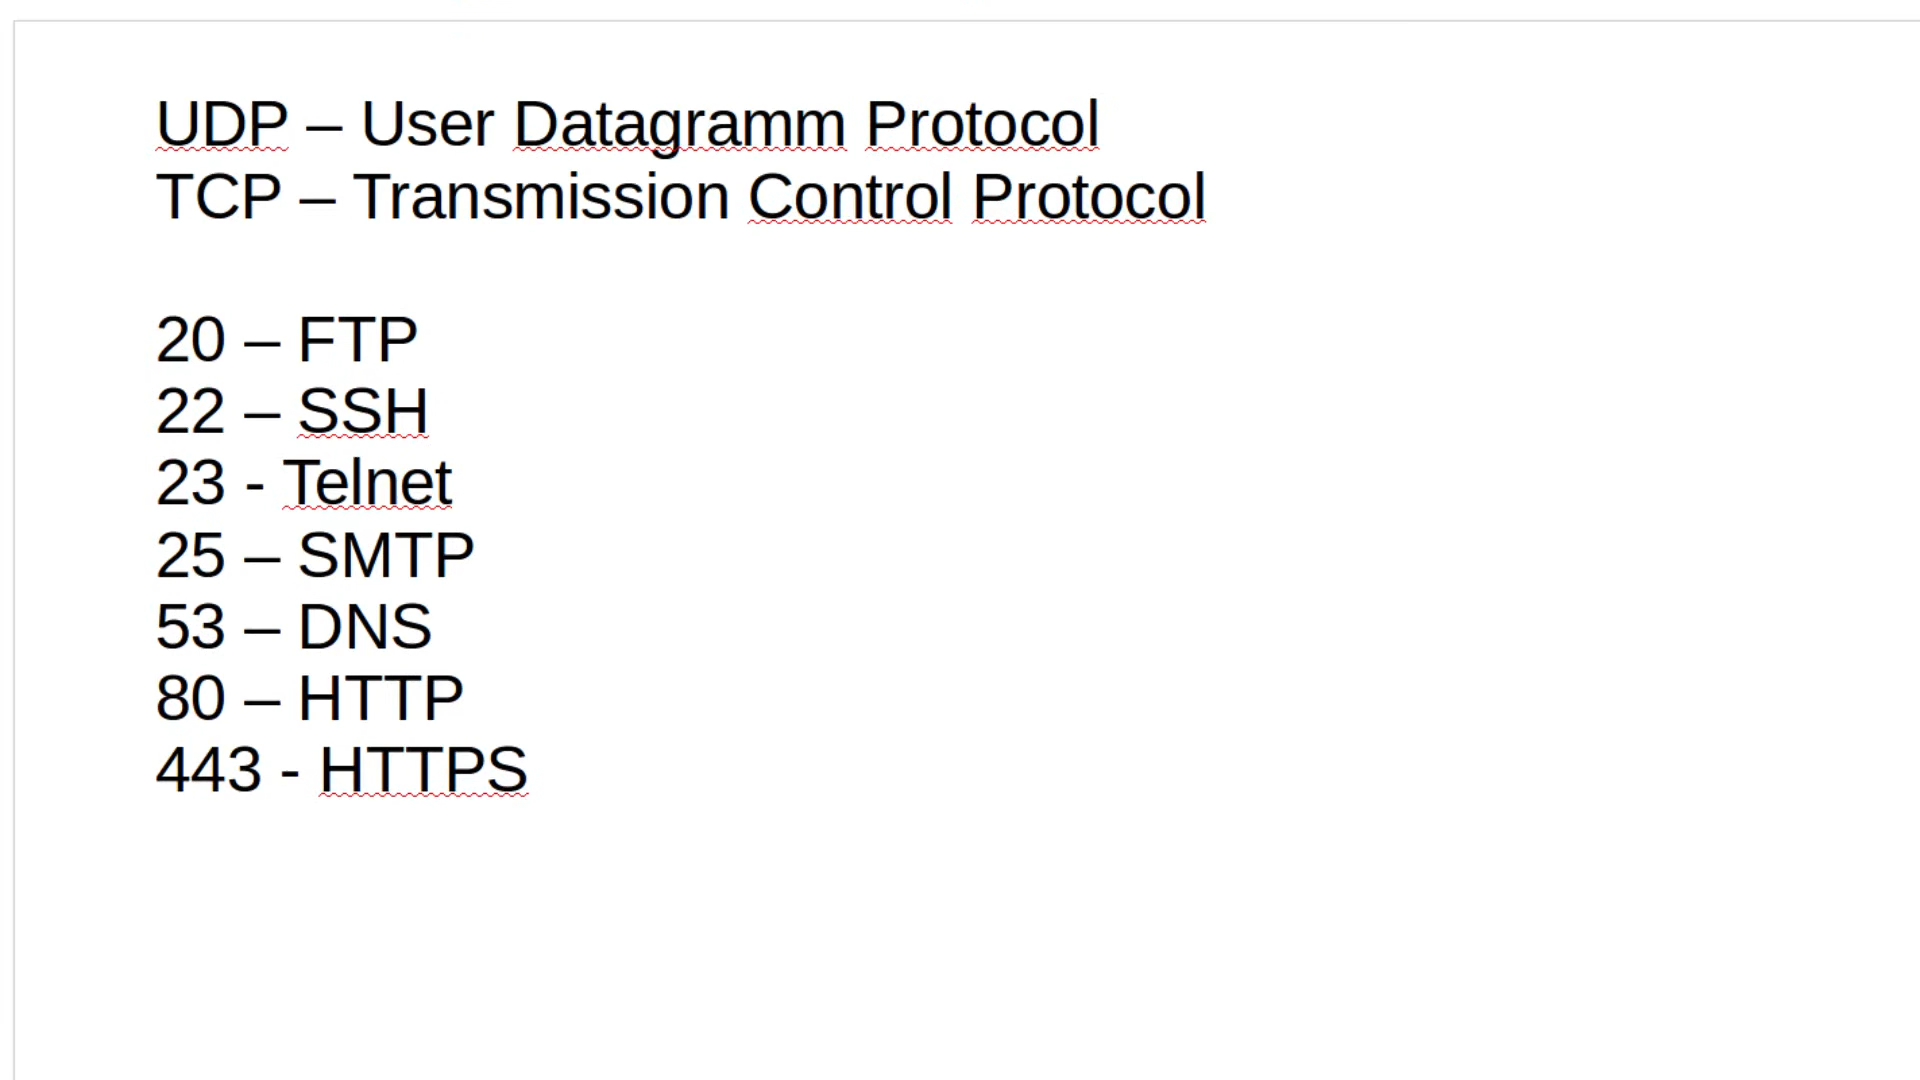 UDP – User Datagramm Protocol
TCP – Transmission Control Protocol
20 – FTP
22 – SSH
23 - Telnet
25 – SMTP
53 – DNS
80 – HTTP
443 - HTTPS